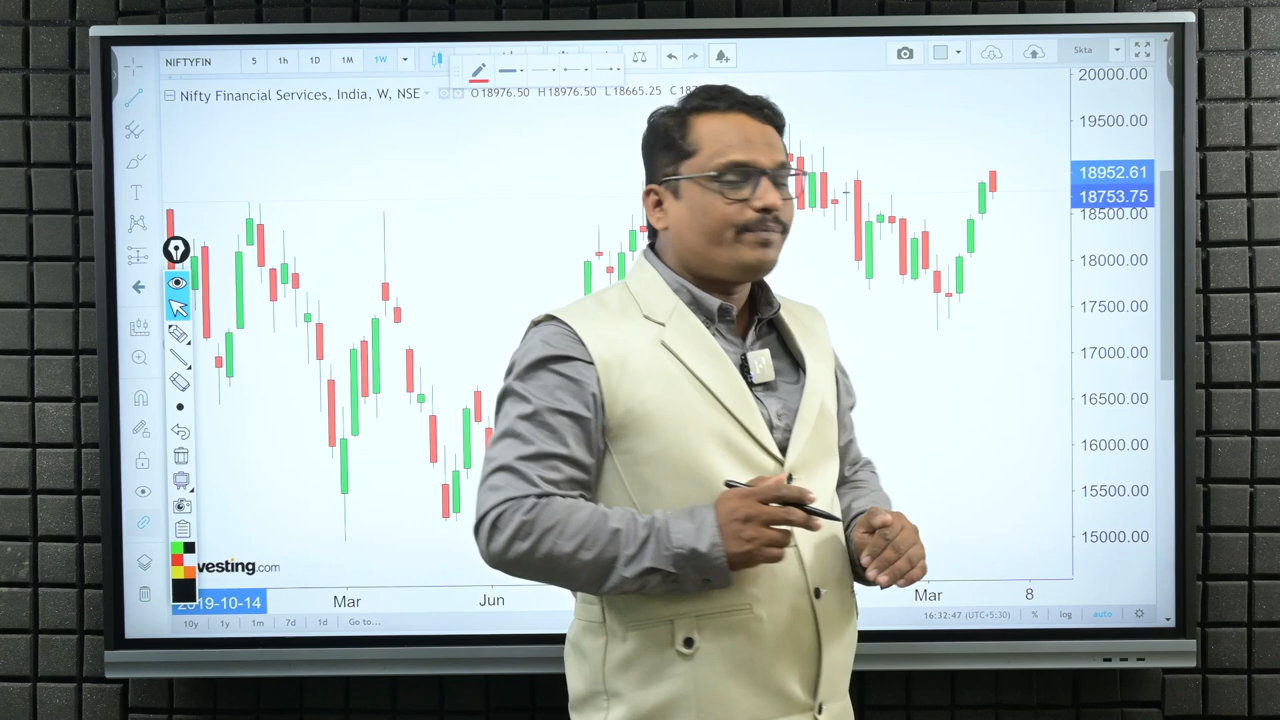 NIFTYFIN 5 1h 1D 1M 1W 5kta
Nifty Financial Services, India, W, NSE O18976.50 H18976.50 L18665.25
20000.00
19500.00
18952.61
18753.75
18500.00
18000.00
17500.00
17000.00
16500.00
16000.00
15500.00
15000.00
vesting.com
2019-10-14 Mar Jun Mar 8
10y 1y 1m 7d 1d Go to... 16:32:47 (UTC+5:30) % log auto